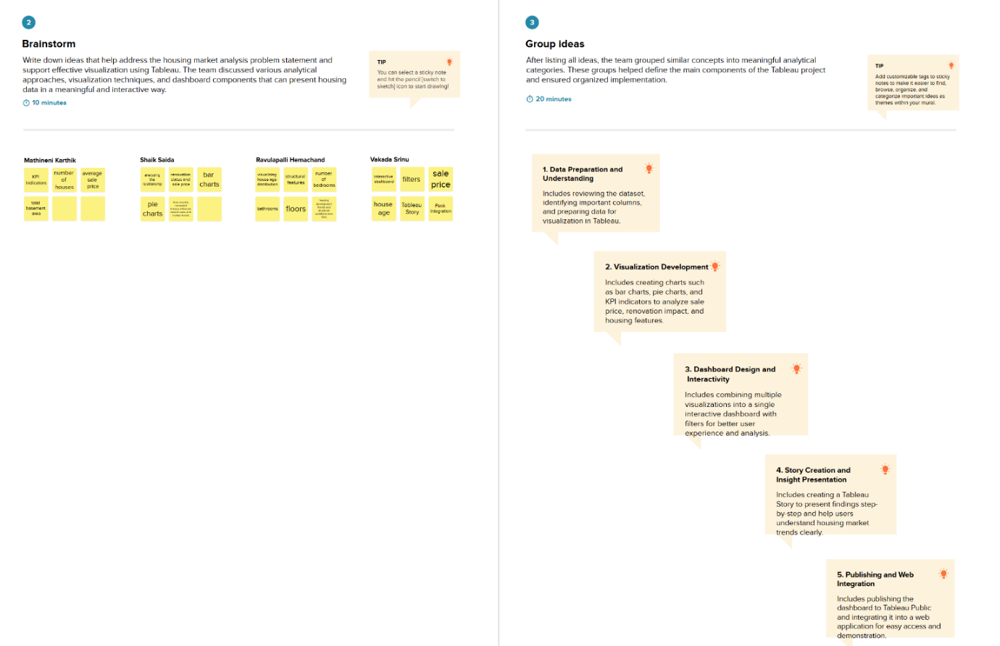 2
Brainstorm
Write down ideas that help address the housing market analysis problem statement and
support effective visualization using Tableau. The team discussed various analytical
approaches, visualization techniques, and dashboard components that can present housing
data in a meaningful and interactive way.
10 minutes
TIP
You can select a sticky note
and hit the pencil [switch to
sketch] icon to start drawing!
Mathineni Karthik
KPI
indicators
number
of
houses
average
sale
price
total
basement
area
Shaik Saida
analysing
the
relationship
renovation
status and
sale price
bar
charts
pie
charts
Ravulapalli Hemachand
visualizing
house age
distribution
structural
features
number
of
bedrooms
bathrooms
floors
housing
development
trends and
structural
variations over
time.
Vakada Srinu
interactive
dashboard
filters
sale
price
house
age
Tableau
Story
Flask
Integration
3
Group ideas
After listing all ideas, the team grouped similar concepts into meaningful analytical
categories. These groups helped define the main components of the Tableau project
and ensured organized implementation.
20 minutes
TIP
Add customizable tags to sticky
notes to make it easier to find,
browse, organize, and
categorize important ideas as
themes within your mural.
1. Data Preparation and
Understanding
Includes reviewing the dataset,
identifying important columns,
and preparing data for
visualization in Tableau.
2. Visualization Development
Includes creating charts such
as bar charts, pie charts, and
KPI indicators to analyze sale
price, renovation impact, and
housing features.
3. Dashboard Design and
Interactivity
Includes combining multiple
visualizations into a single
interactive dashboard with
filters for better user
experience and analysis.
4. Story Creation and
Insight Presentation
Includes creating a Tableau
Story to present findings step-
by-step and help users
understand housing market
trends clearly.
5. Publishing and Web
Integration
Includes publishing the
dashboard to Tableau Public
and integrating it into a web
application for easy access and
demonstration.